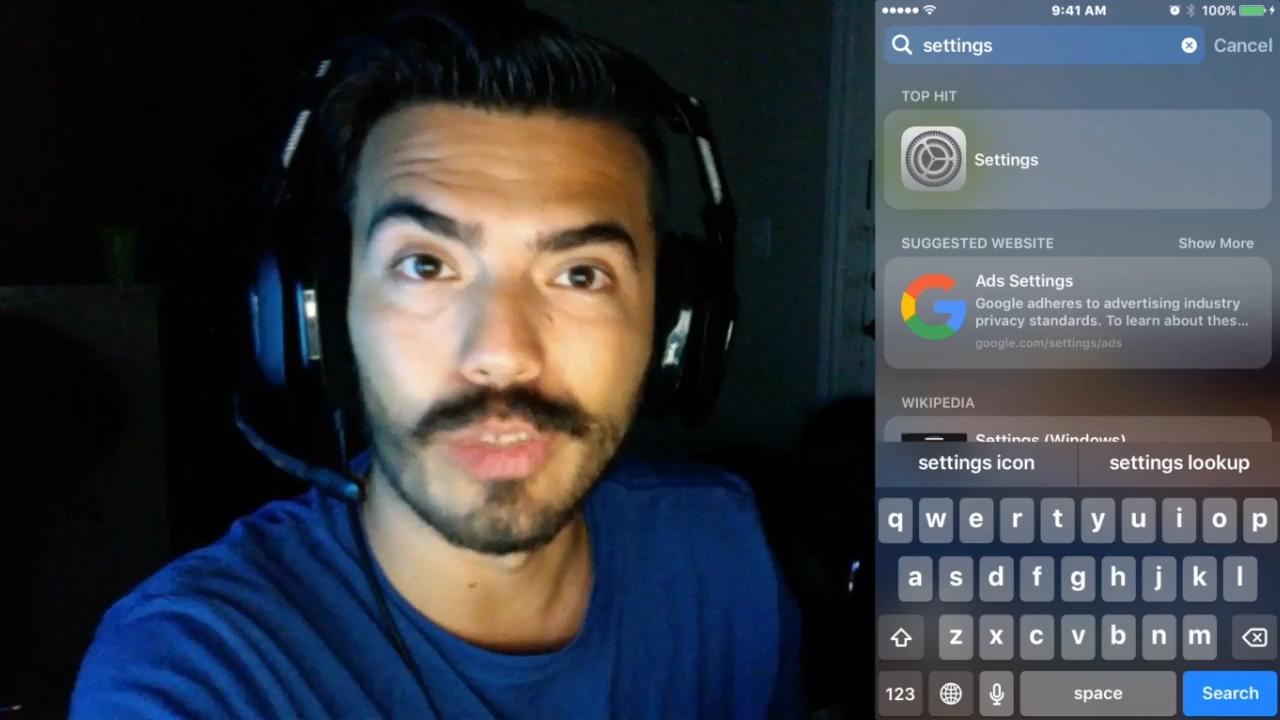 9:41 AM
100%
settings
Cancel
TOP HIT
Settings
SUGGESTED WEBSITE
Show More
Ads Settings
Google adheres to advertising industry
privacy standards. To learn about thes...
google.com/settings/ads
WIKIPEDIA
Settings (Windows)
settings icon
settings lookup
q w e r t y u i o p
a s d f g h j k l
z x c v b n m
123
space
Search